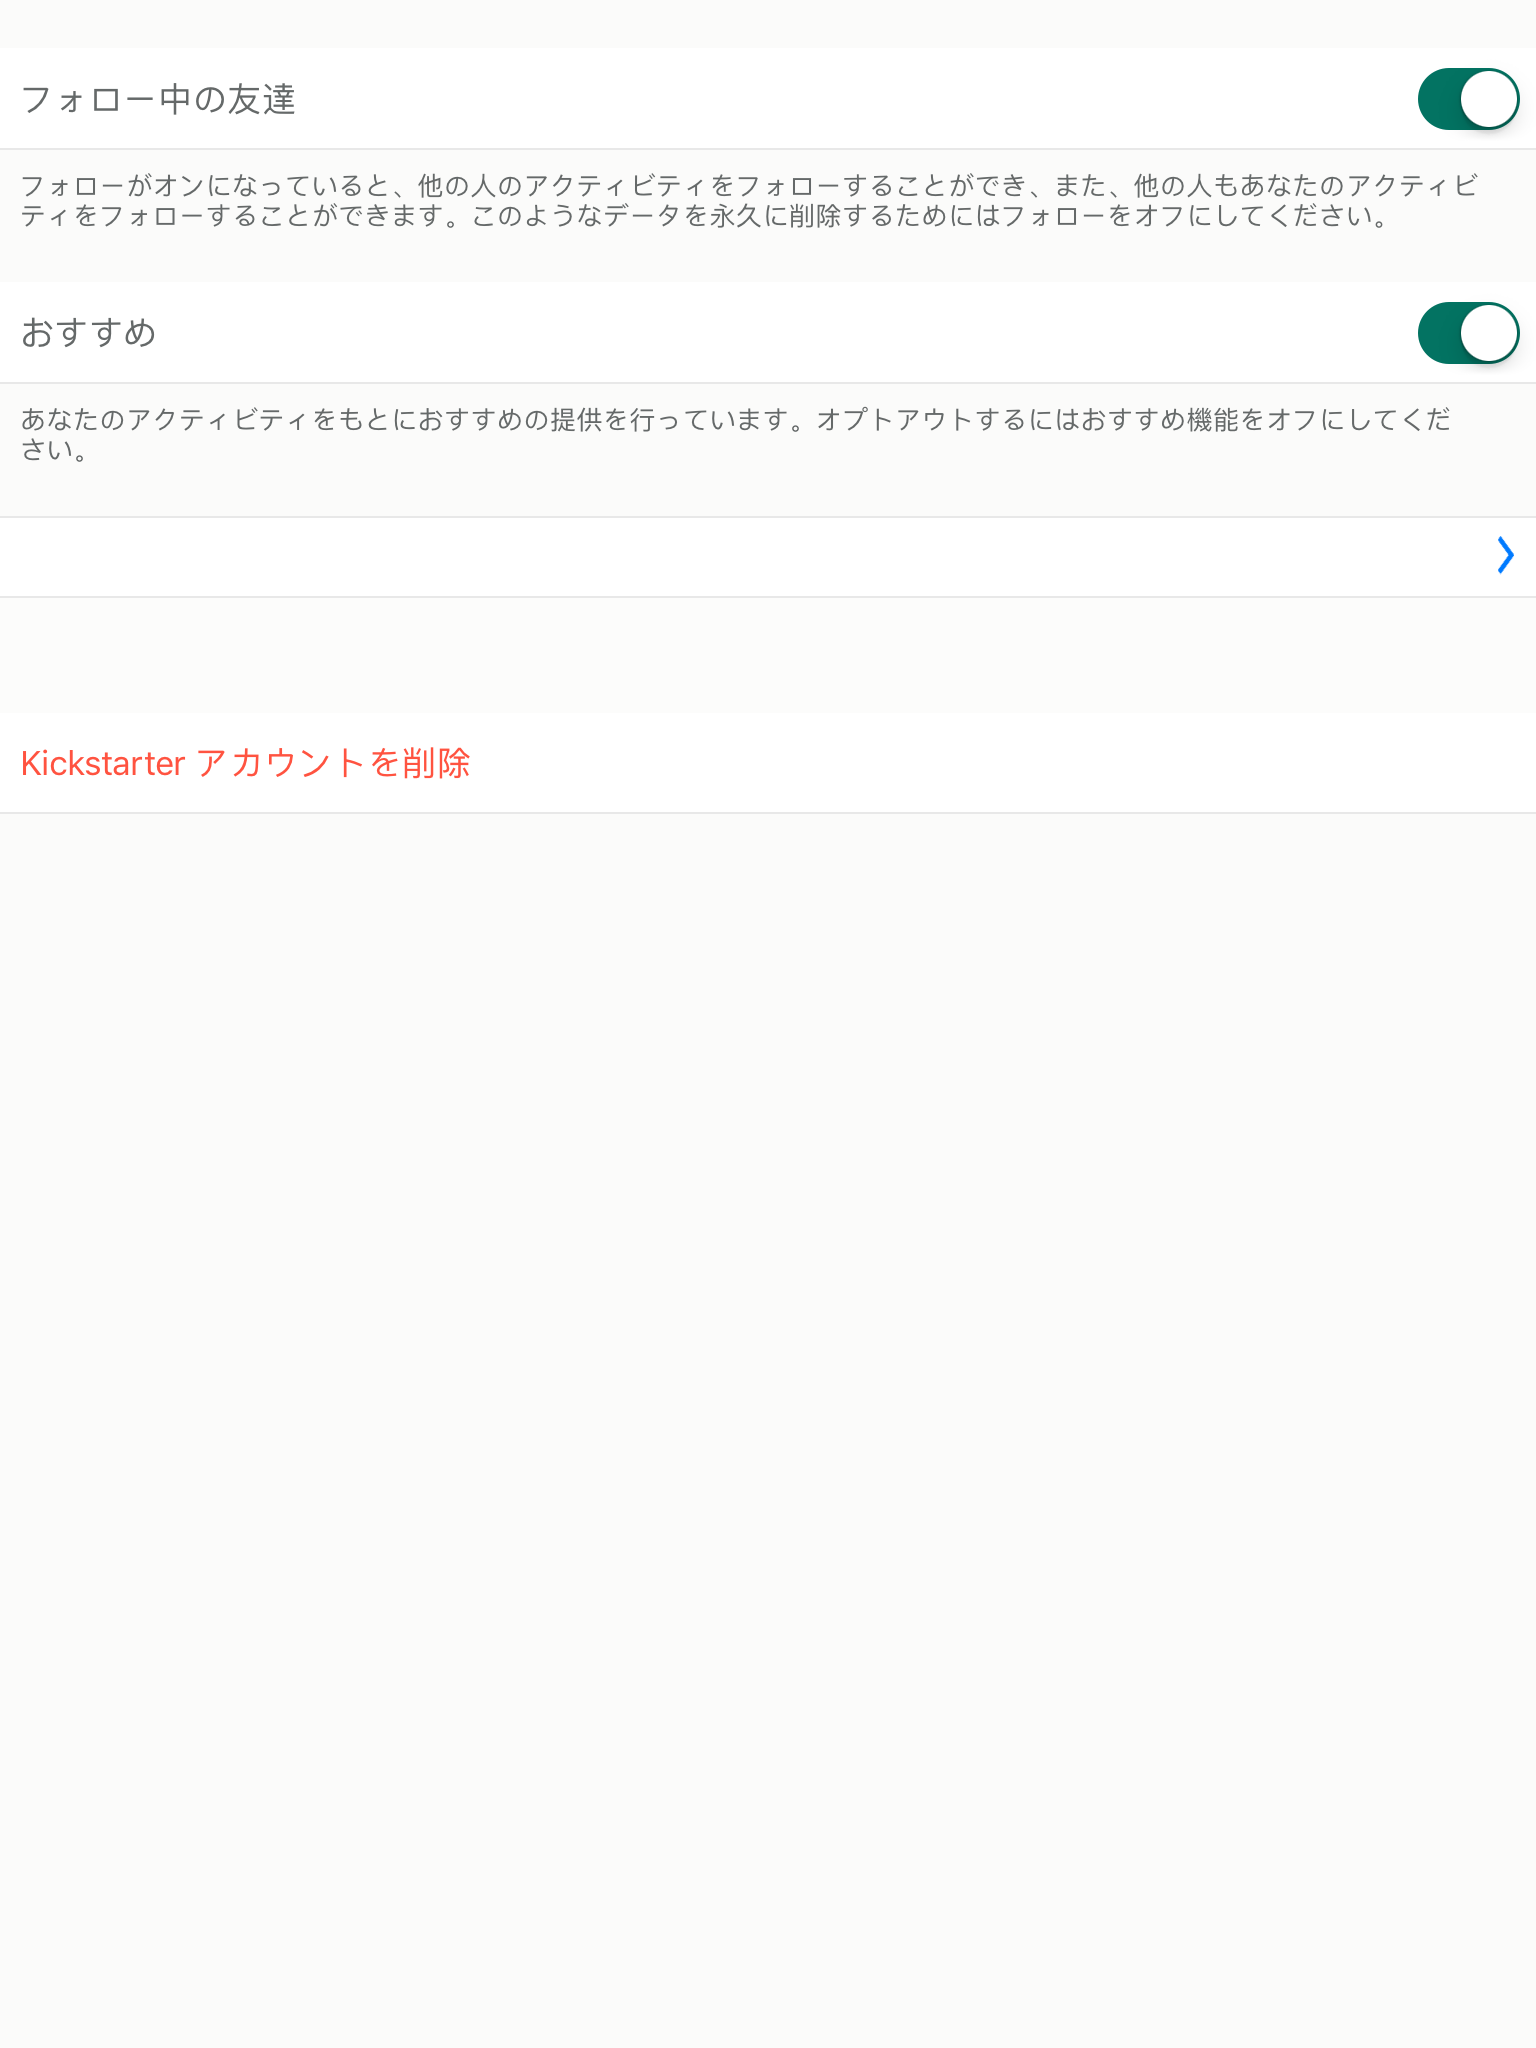 フォロー中の友達
フォローがオンになっていると、他の人のアクティビティをフォローすることができ、また、他の人もあなたのアクティビ
ティをフォローすることができます。このようなデータを永久に削除するためにはフォローをオフにしてください。
おすすめ
あなたのアクティビティをもとにおすすめの提供を行っています。オプトアウトするにはおすすめ機能をオフにしてくだ
さい。
Kickstarter アカウントを削除